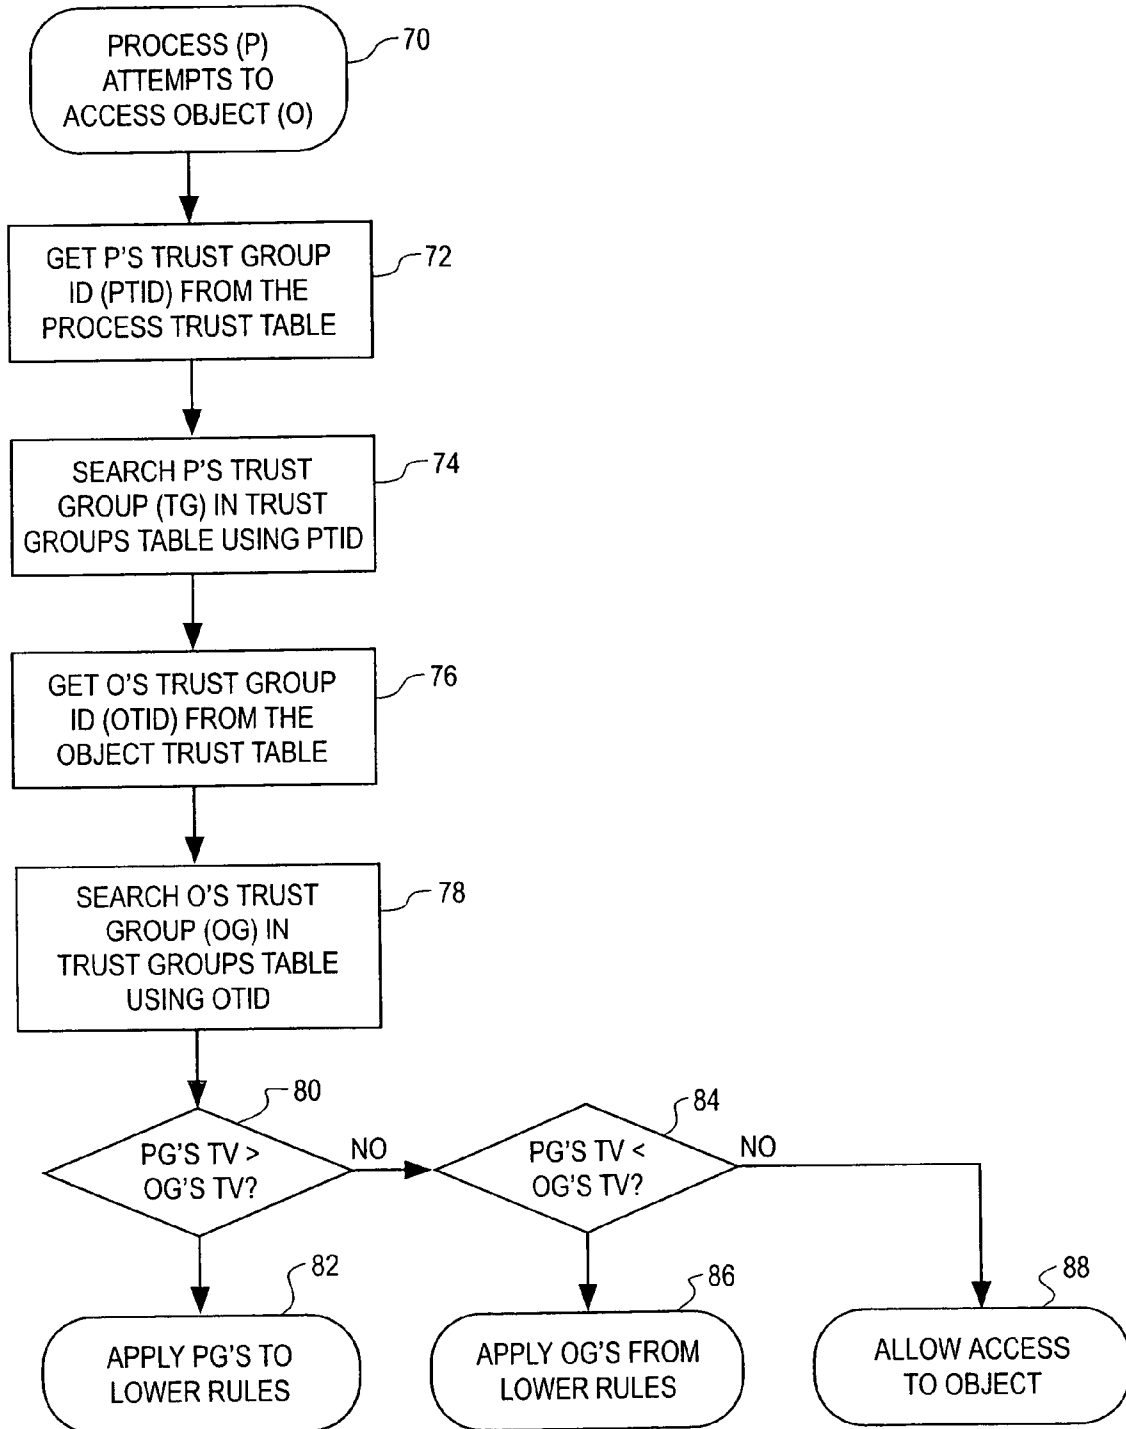 PROCESS (P)
ATTEMPTS TO
ACCESS OBJECT (O)
70
GET P'S TRUST GROUP
ID (PTID) FROM THE
PROCESS TRUST TABLE
72
SEARCH P'S TRUST
GROUP (TG) IN TRUST
GROUPS TABLE USING PTID
74
GET O'S TRUST GROUP
ID (OTID) FROM THE
OBJECT TRUST TABLE
76
SEARCH O'S TRUST
GROUP (OG) IN
TRUST GROUPS TABLE
USING OTID
78
PG'S TV >
OG'S TV?
80
NO
PG'S TV <
OG'S TV?
84
NO
APPLY PG'S TO
LOWER RULES
82
APPLY OG'S FROM
LOWER RULES
86
ALLOW ACCESS
TO OBJECT
88